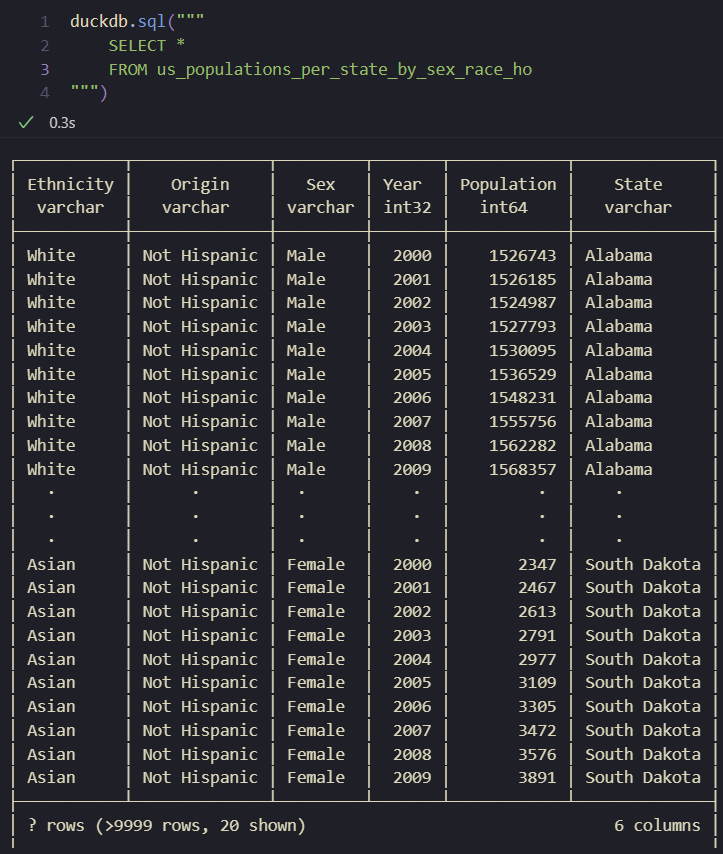 1 duckdb.sql("""
2 SELECT *
3 FROM us_populations_per_state_by_sex_race_ho
4 """)
✓ 0.3s
Ethnicity Origin Sex Year Population State
varchar varchar varchar int32 int64 varchar
White Not Hispanic Male 2000 1526743 Alabama
White Not Hispanic Male 2001 1526185 Alabama
White Not Hispanic Male 2002 1524987 Alabama
White Not Hispanic Male 2003 1527793 Alabama
White Not Hispanic Male 2004 1530095 Alabama
White Not Hispanic Male 2005 1536529 Alabama
White Not Hispanic Male 2006 1548231 Alabama
White Not Hispanic Male 2007 1555756 Alabama
White Not Hispanic Male 2008 1562282 Alabama
White Not Hispanic Male 2009 1568357 Alabama
· · · · · ·
· · · · · ·
· · · · · ·
Asian Not Hispanic Female 2000 2347 South Dakota
Asian Not Hispanic Female 2001 2467 South Dakota
Asian Not Hispanic Female 2002 2613 South Dakota
Asian Not Hispanic Female 2003 2791 South Dakota
Asian Not Hispanic Female 2004 2977 South Dakota
Asian Not Hispanic Female 2005 3109 South Dakota
Asian Not Hispanic Female 2006 3305 South Dakota
Asian Not Hispanic Female 2007 3472 South Dakota
Asian Not Hispanic Female 2008 3576 South Dakota
Asian Not Hispanic Female 2009 3891 South Dakota
? rows (>9999 rows, 20 shown) 6 columns